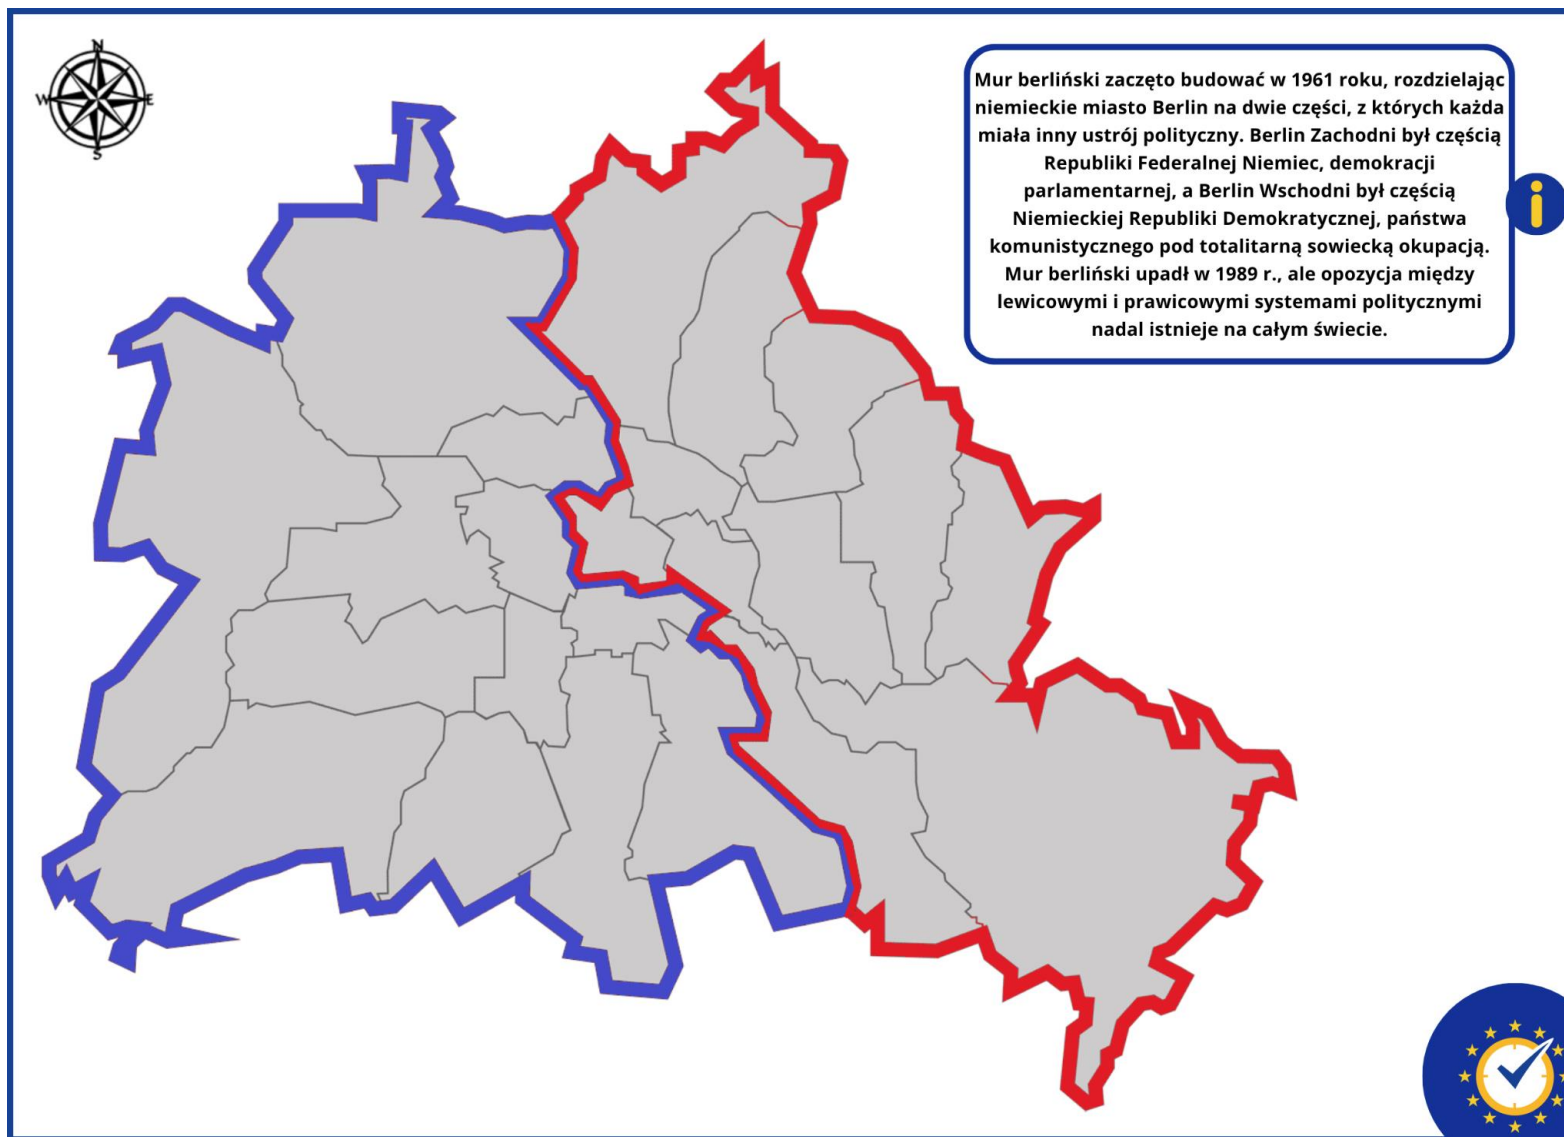 N
W E
S
Mur berliński zaczęto budować w 1961 roku, rozdzielając
niemieckie miasto Berlin na dwie części, z których każda
miała inny ustrój polityczny. Berlin Zachodni był częścią
Republiki Federalnej Niemiec, demokracji
parlamentarnej, a Berlin Wschodni był częścią
Niemieckiej Republiki Demokratycznej, państwa
komunistycznego pod totalitarną sowiecką okupacją.
Mur berliński upadł w 1989 r., ale opozycja między
lewicowymi i prawicowymi systemami politycznymi
nadal istnieje na całym świecie.
i